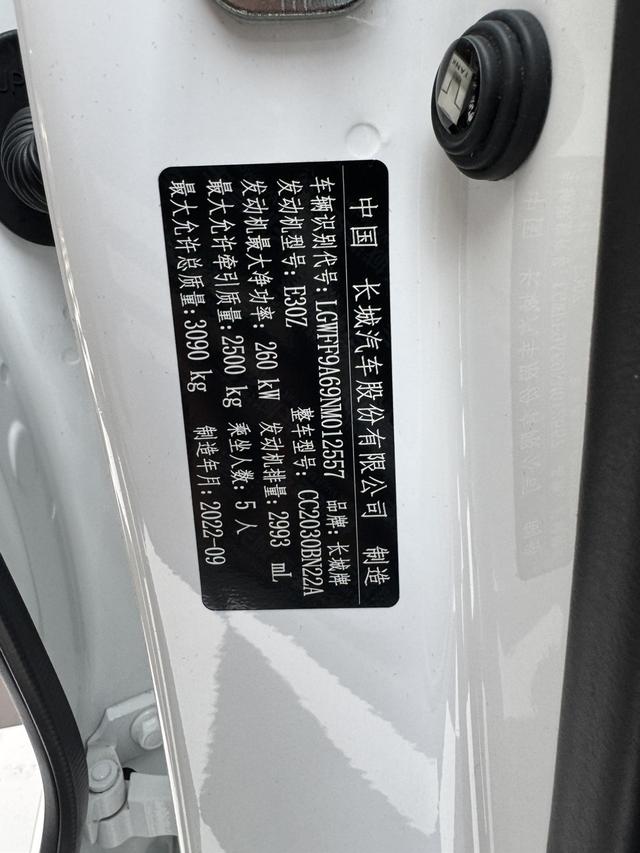 中国 长城汽车股份有限公司 制造
车辆识别代号: LGWFF9A69NM012557 品牌: 长城牌
发动机型号: E30Z 整车型号: CC2030BN22A
发动机最大净功率: 260 kW 发动机排量: 2993 mL
最大允许牵引质量: 2500 kg 乘坐人数: 5 人
最大允许总质量: 3090 kg 制造年月: 2022-09
TANK
UP